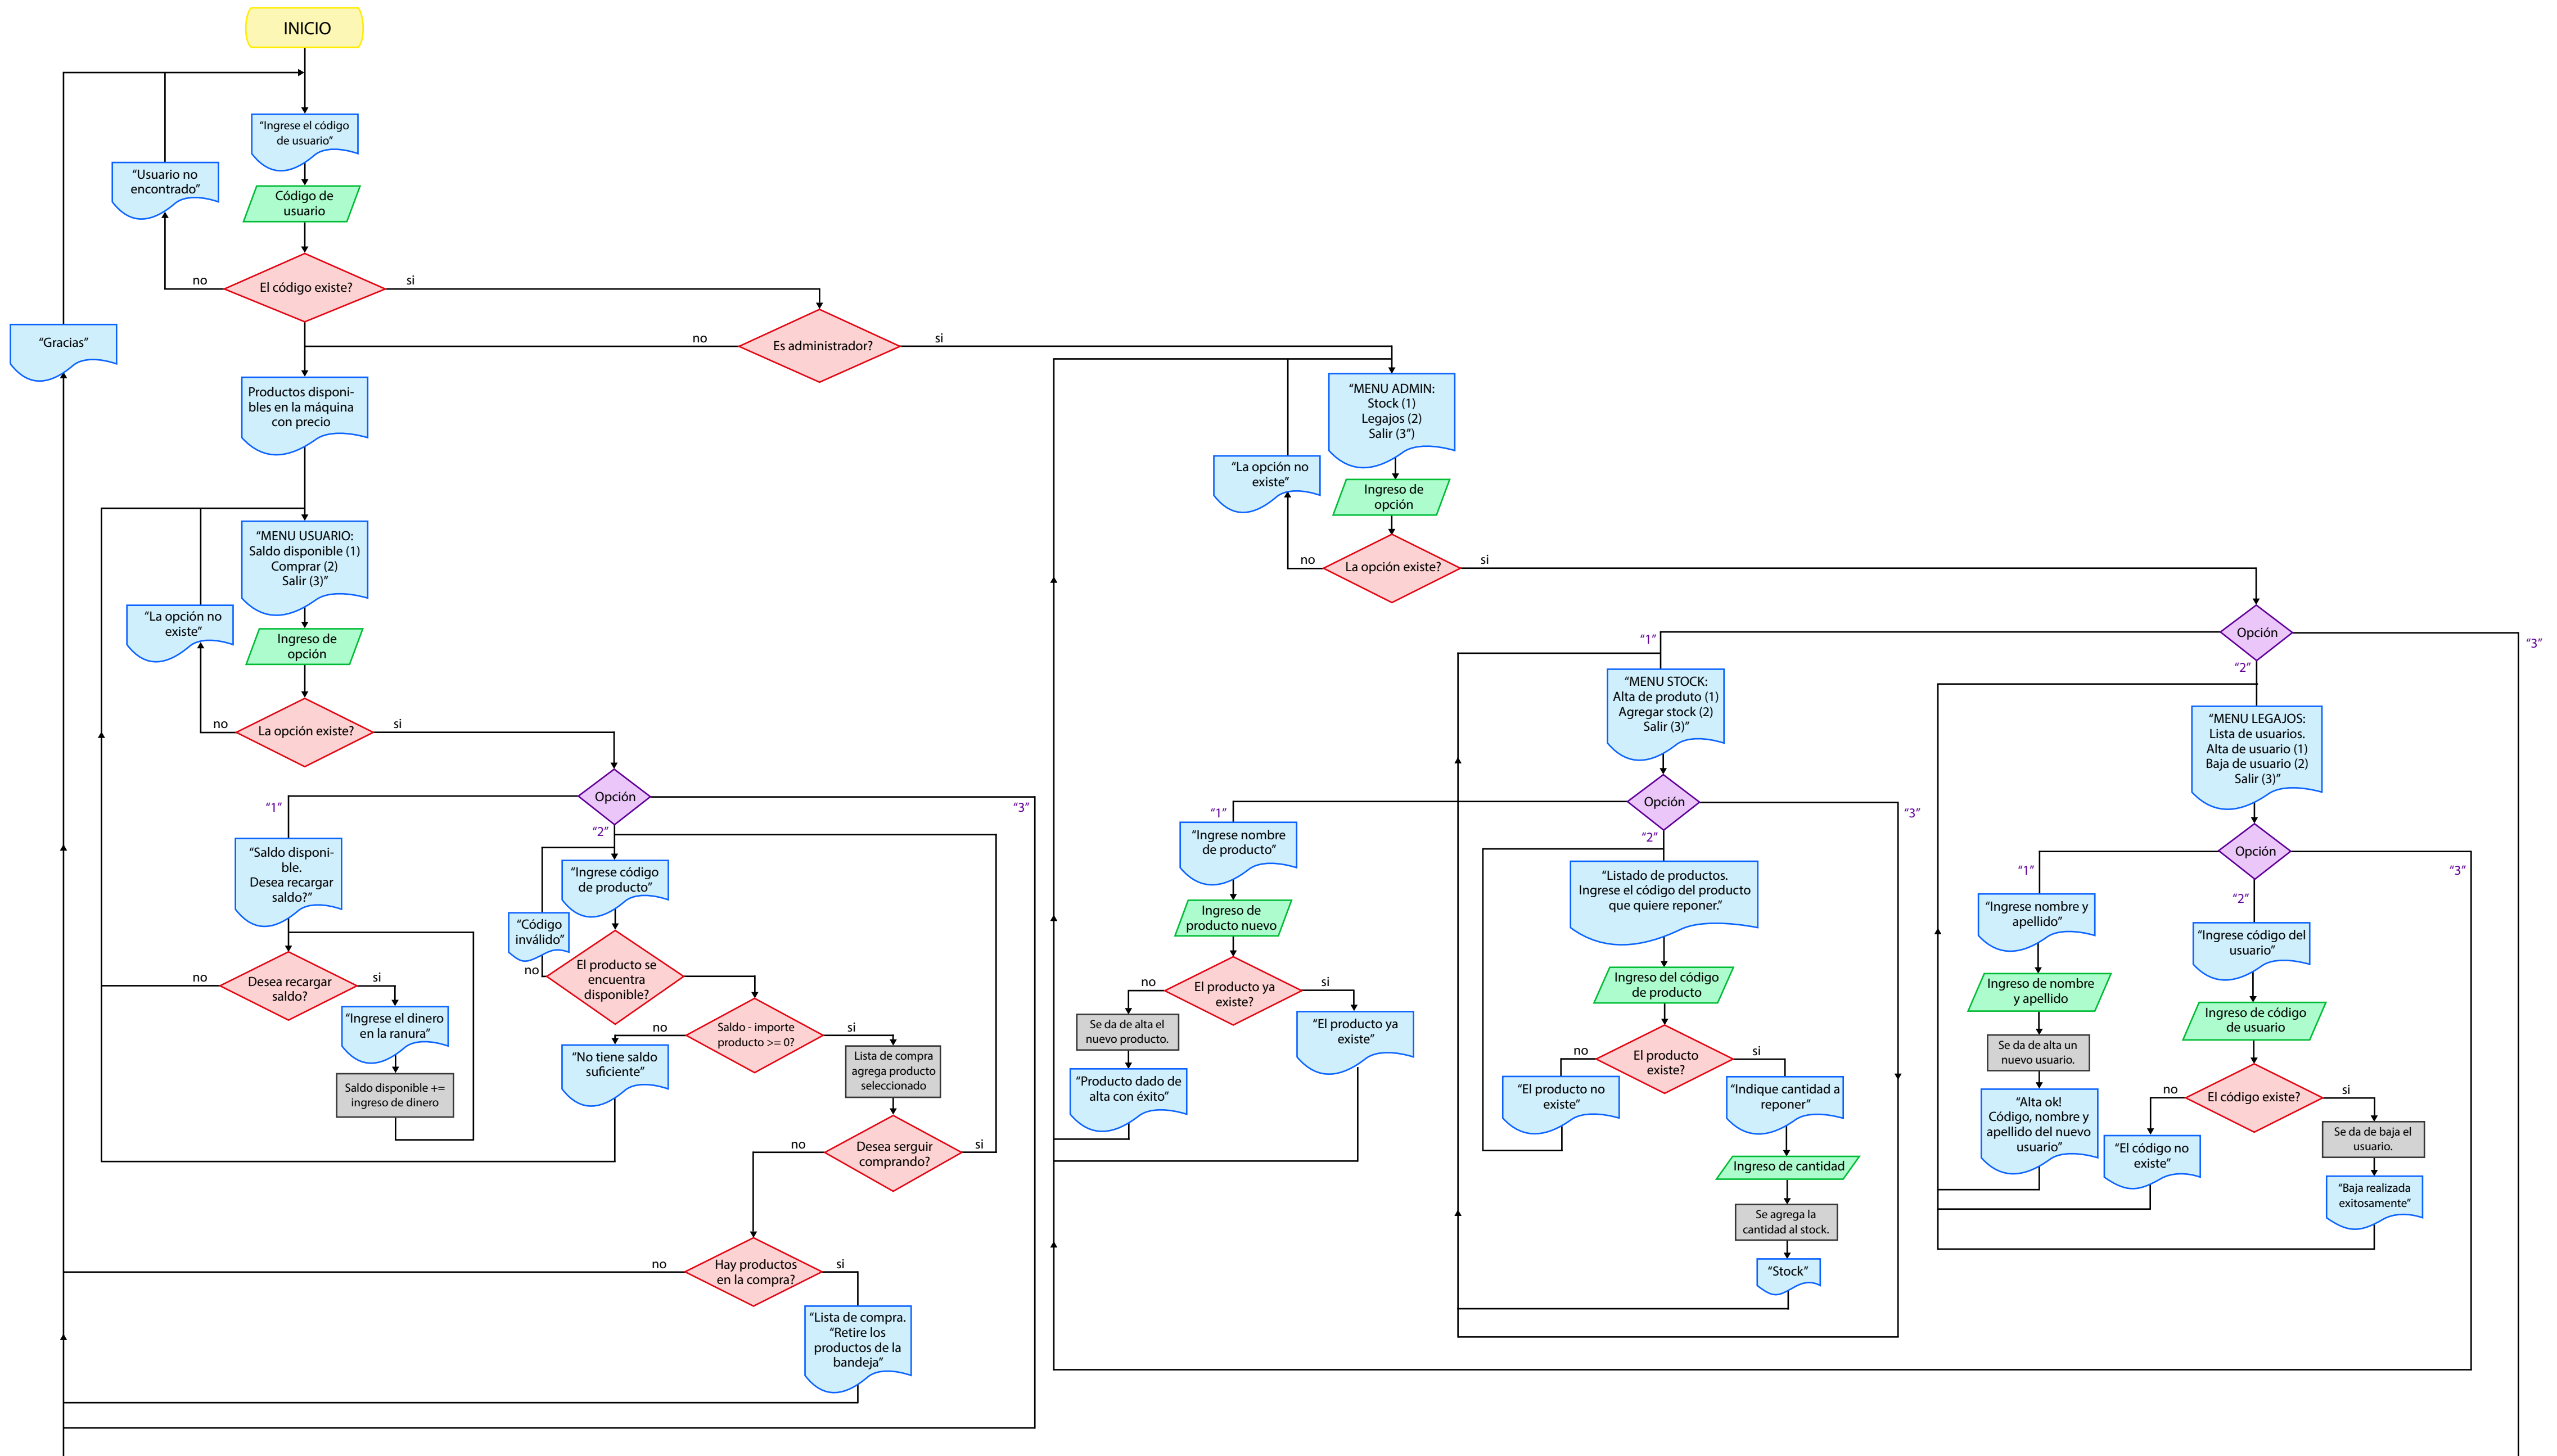 INICIO
“Ingrese el código
de usuario”
“Usuario no
encontrado”
Código de
usuario
no
El código existe?
si
“Gracias”
no
Es administrador?
si
Productos disponi-
bles en la máquina
con precio
“MENU ADMIN:
Stock (1)
Legajos (2)
Salir (3”)
“La opción no
existe”
Ingreso de
opción
no
La opción existe?
si
“MENU USUARIO:
Saldo disponible (1)
Comprar (2)
Salir (3)”
“La opción no
existe”
Ingreso de
opción
no
La opción existe?
si
Opción
“1”
“2”
“3”
“Saldo disponi-
ble.
Desea recargar
saldo?”
no
Desea recargar
saldo?
si
“Ingrese el dinero
en la ranura”
Saldo disponible +=
ingreso de dinero
“Ingrese código
de producto”
“Código
inválido”
no
El producto se
encuentra
disponible?
no
Saldo - importe
producto >= 0?
si
“No tiene saldo
suficiente”
Lista de compra
agrega producto
seleccionado
no
Desea serguir
comprando?
si
no
Hay productos
en la compra?
si
“Lista de compra.
“Retire los
productos de la
bandeja”
Opción
“1”
“2”
“3”
“MENU STOCK:
Alta de produto (1)
Agregar stock (2)
Salir (3)”
Opción
“1”
“2”
“3”
“Ingrese nombre
de producto”
Ingreso de
producto nuevo
no
El producto ya
existe?
si
Se da de alta el
nuevo producto.
“El producto ya
existe”
“Producto dado de
alta con éxito”
“Listado de productos.
Ingrese el código del producto
que quiere reponer.”
Ingreso del código
de producto
no
El producto
existe?
si
“El producto no
existe”
“Indique cantidad a
reponer”
Ingreso de cantidad
Se agrega la
cantidad al stock.
“Stock”
“MENU LEGAJOS:
Lista de usuarios.
Alta de usuario (1)
Baja de usuario (2)
Salir (3)”
Opción
“1”
“2”
“3”
“Ingrese nombre y
apellido”
Ingreso de nombre
y apellido
Se da de alta un
nuevo usuario.
“Alta ok!
Código, nombre y
apellido del nuevo
usuario”
“Ingrese código del
usuario”
Ingreso de código
de usuario
no
El código existe?
si
“El código no
existe”
Se da de baja el
usuario.
“Baja realizada
exitosamente”